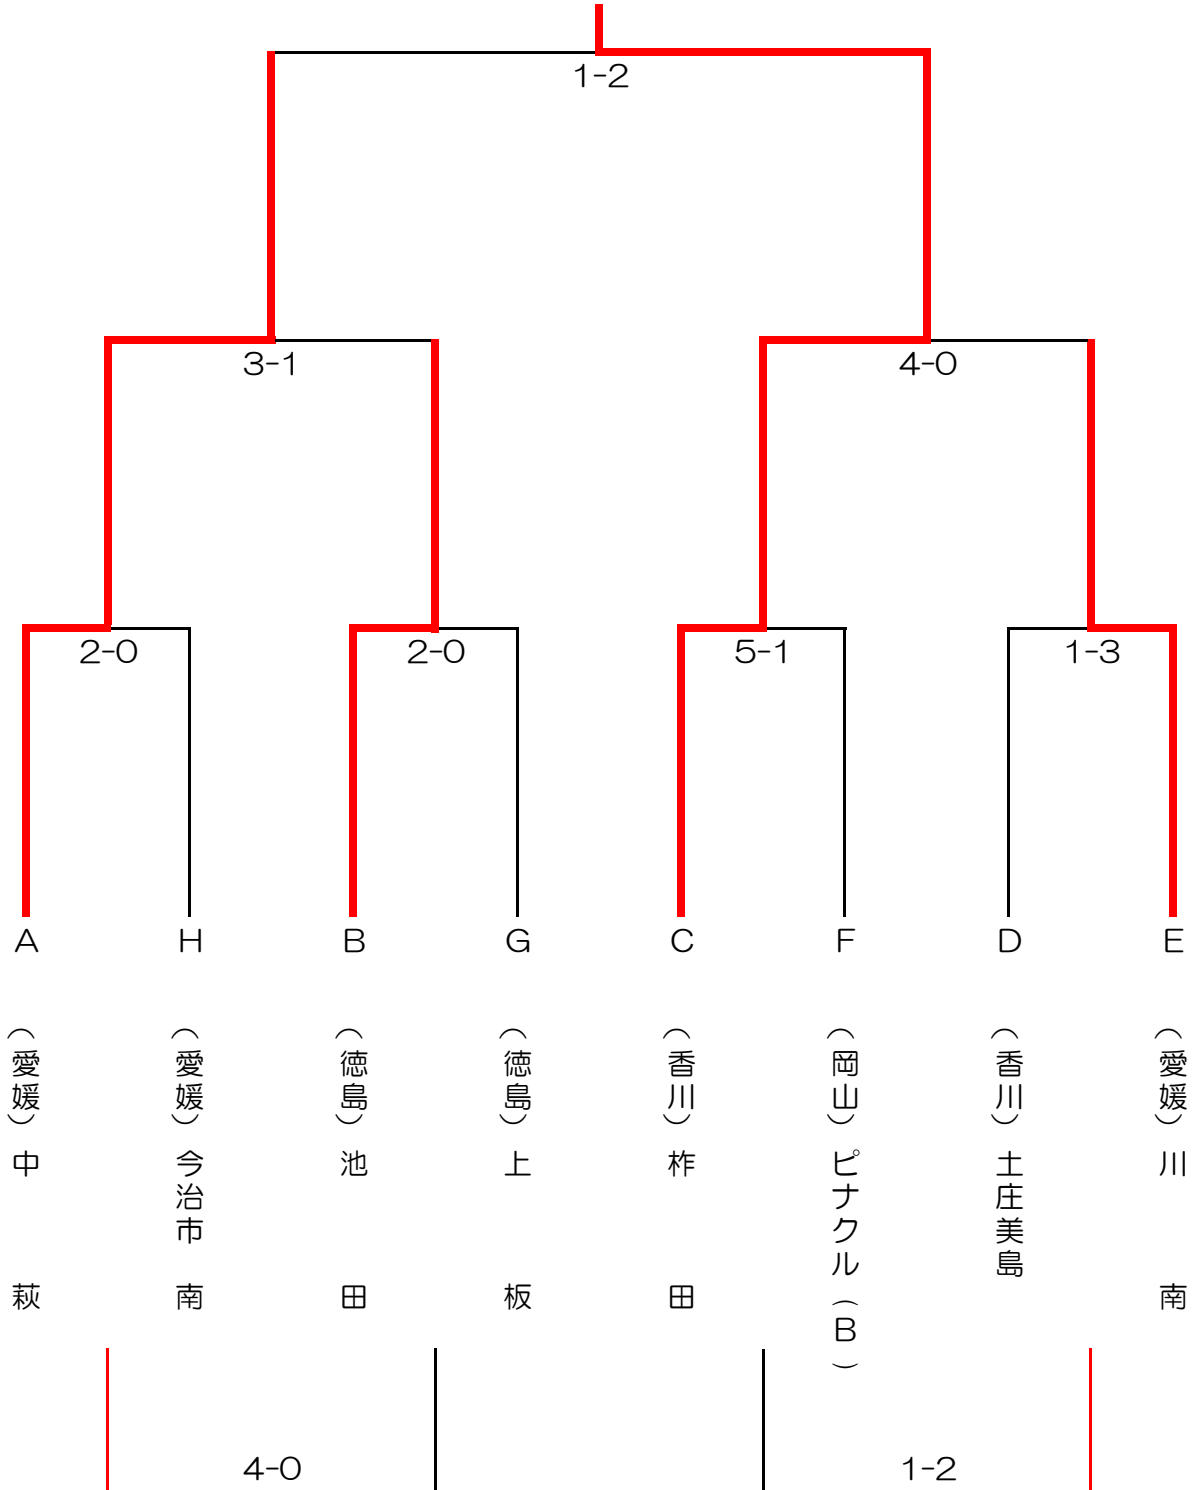 1-2
3-1
4-0
2-0
2-0
5-1
1-3
A
H
B
G
C
F
D
E
（愛媛）中　萩
（愛媛）今治市南
（徳島）池　田
（徳島）上　板
（香川）柞　田
（岡山）ピナクル（B）
（香川）土庄美島
（愛媛）川　南
4-0
1-2